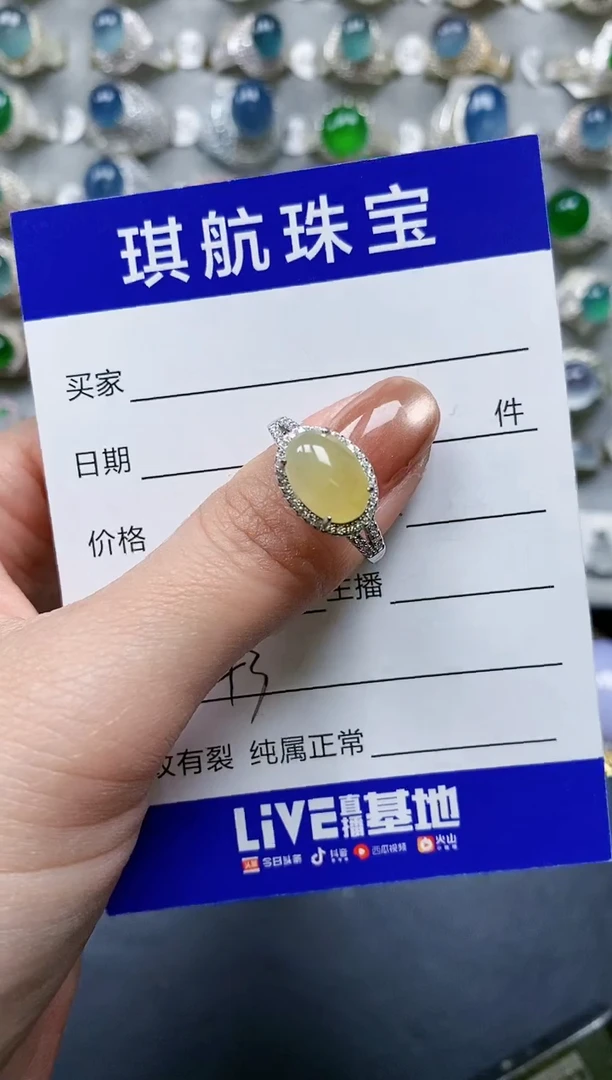 琪航珠宝
买家
日期 件
价格
主播
有裂 纯属正常
LiVE直播基地
今日头条 抖音 西瓜视频 火山